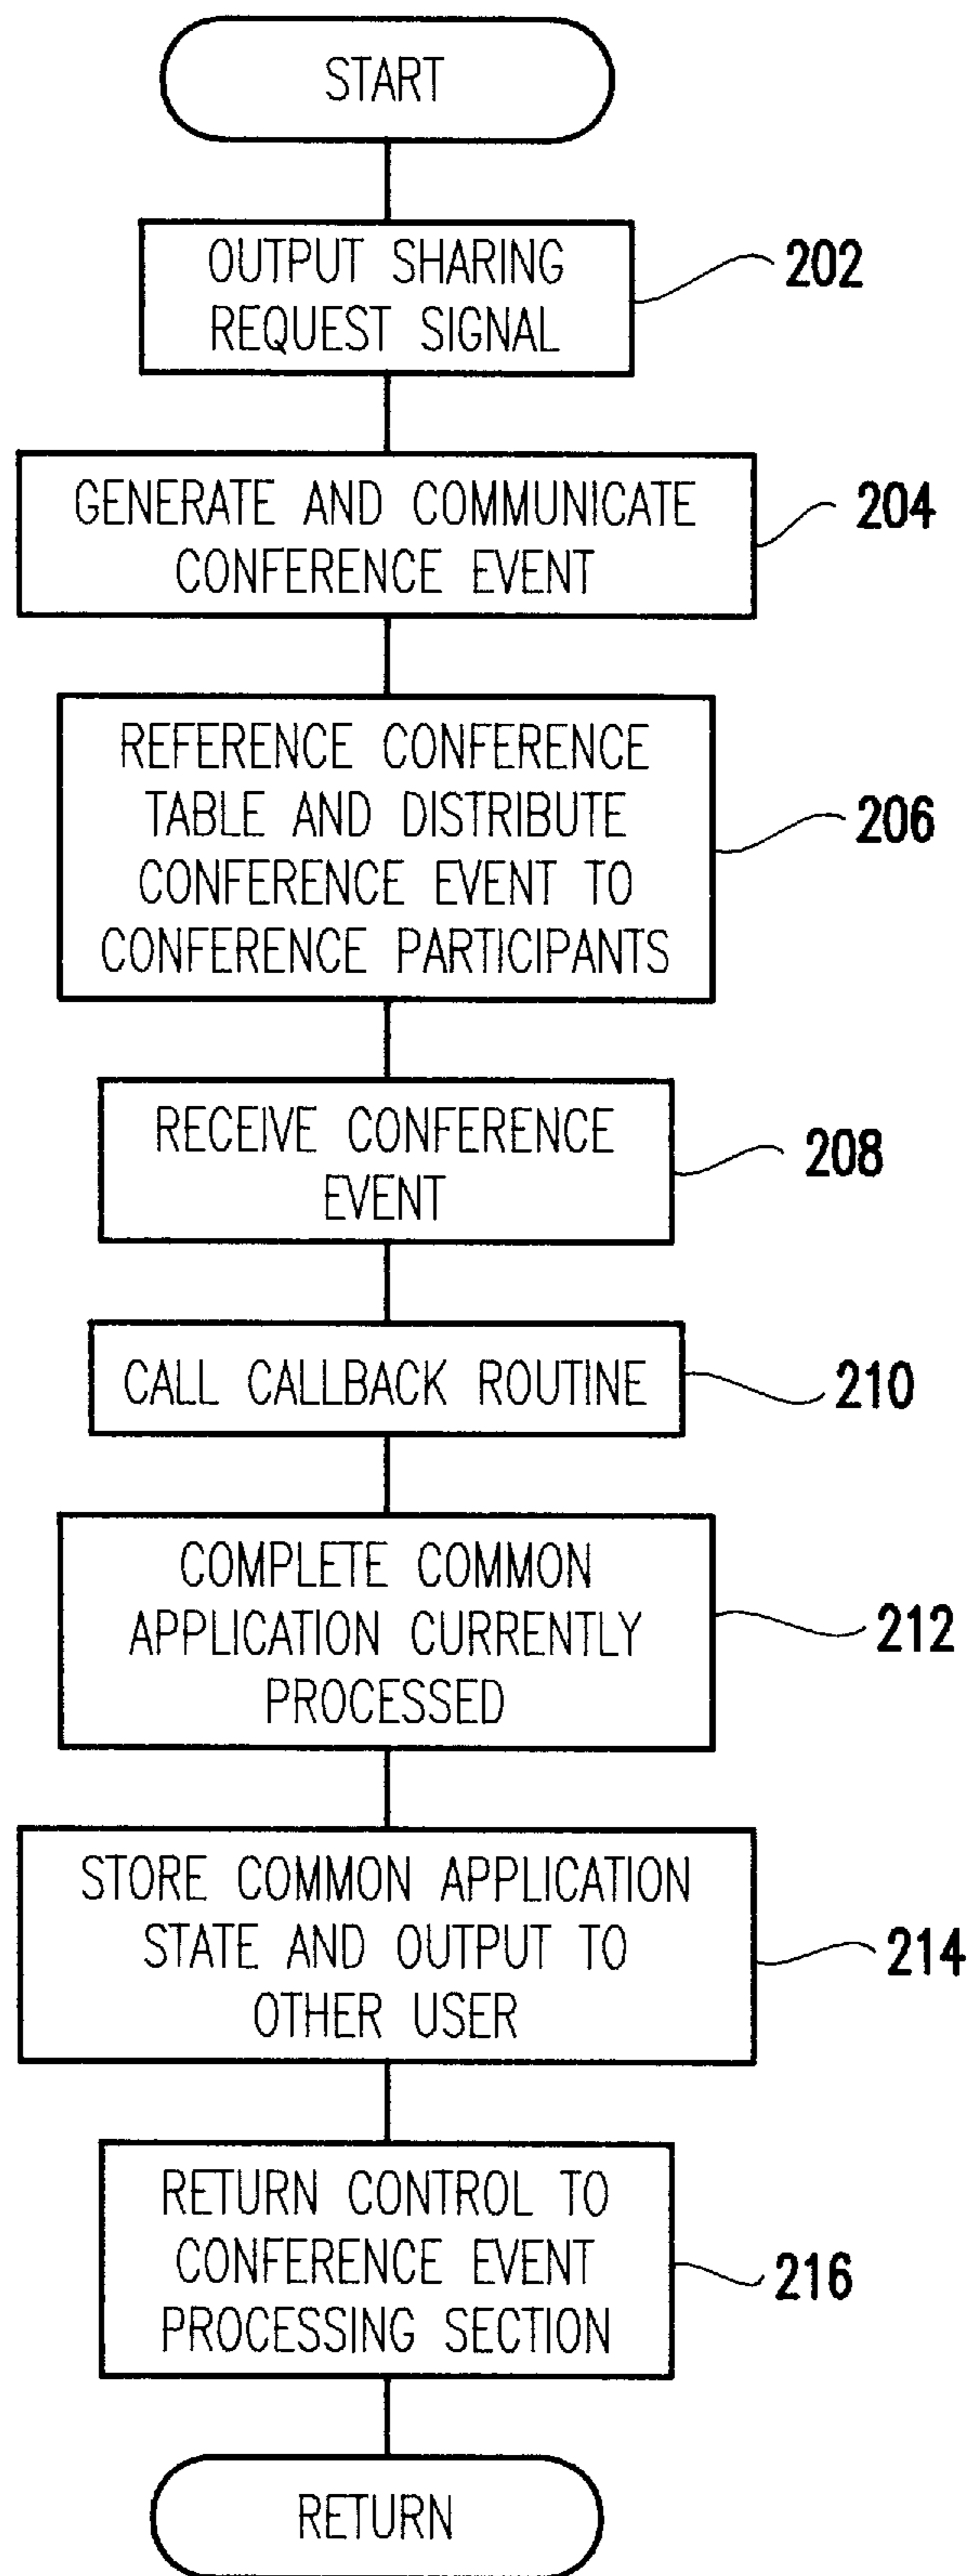 START
OUTPUT SHARING
REQUEST SIGNAL
202
GENERATE AND COMMUNICATE
CONFERENCE EVENT
204
REFERENCE CONFERENCE
TABLE AND DISTRIBUTE
CONFERENCE EVENT TO
CONFERENCE PARTICIPANTS
206
RECEIVE CONFERENCE
EVENT
208
CALL CALLBACK ROUTINE
210
COMPLETE COMMON
APPLICATION CURRENTLY
PROCESSED
212
STORE COMMON APPLICATION
STATE AND OUTPUT TO
OTHER USER
214
RETURN CONTROL TO
CONFERENCE EVENT
PROCESSING SECTION
216
RETURN